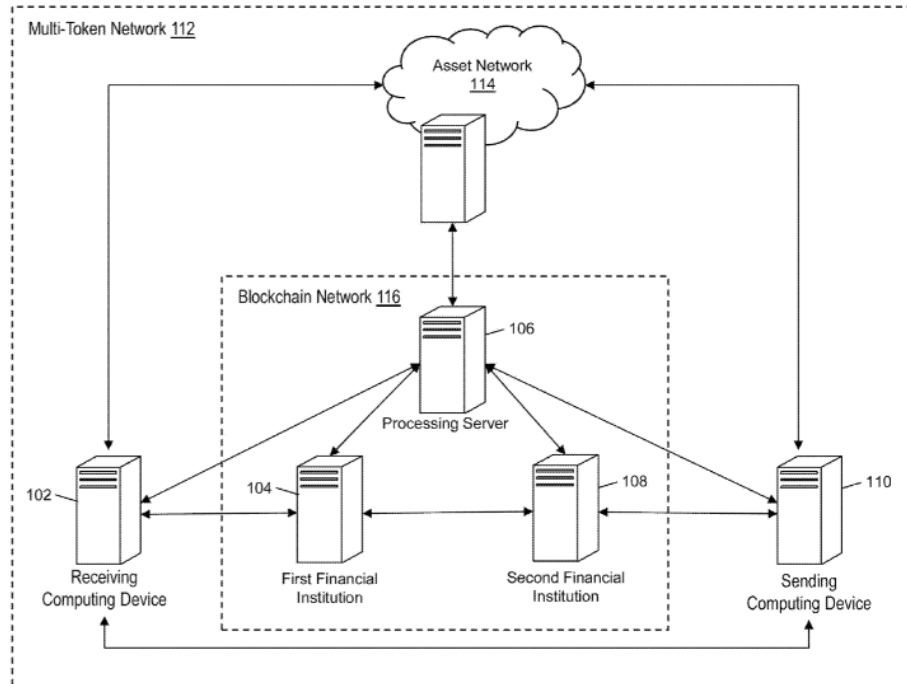 Multi-Token Network 112
Asset Network
114
Blockchain Network 116
106
Processing Server
102
104
108
110
Receiving
Computing Device
First Financial
Institution
Second Financial
Institution
Sending
Computing Device